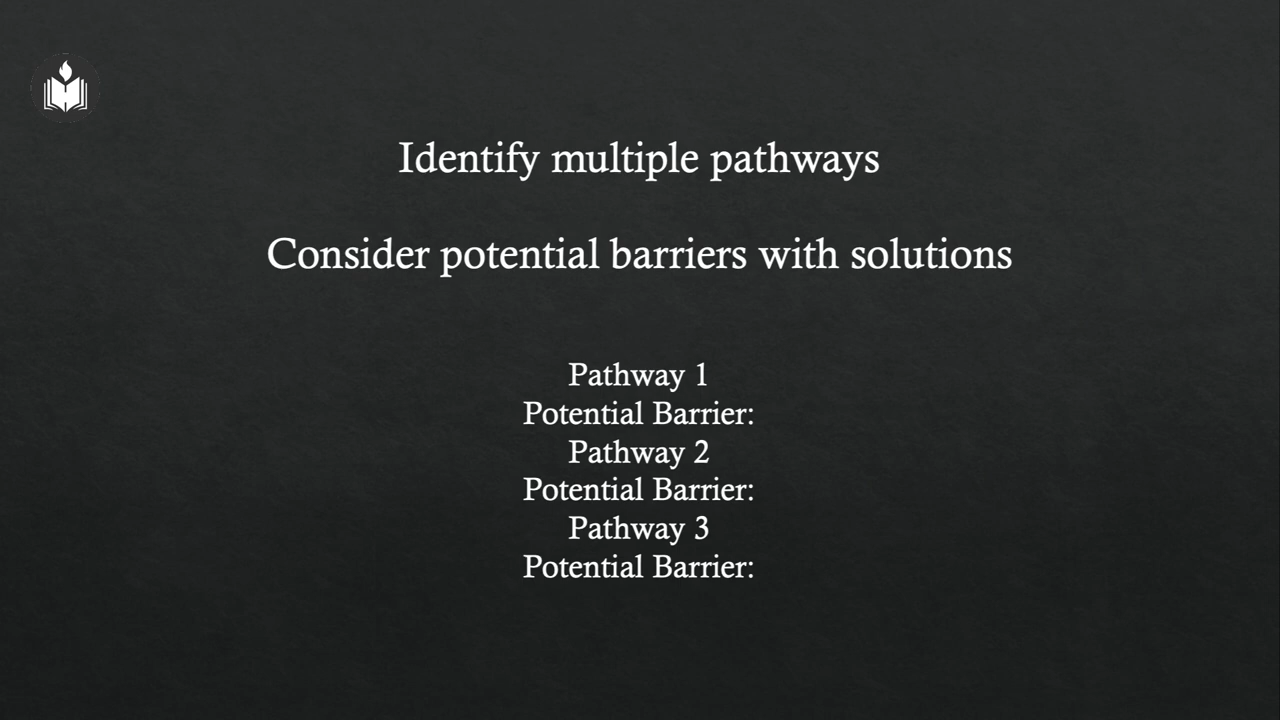 Identify multiple pathways
Consider potential barriers with solutions
Pathway 1
Potential Barrier:
Pathway 2
Potential Barrier:
Pathway 3
Potential Barrier: